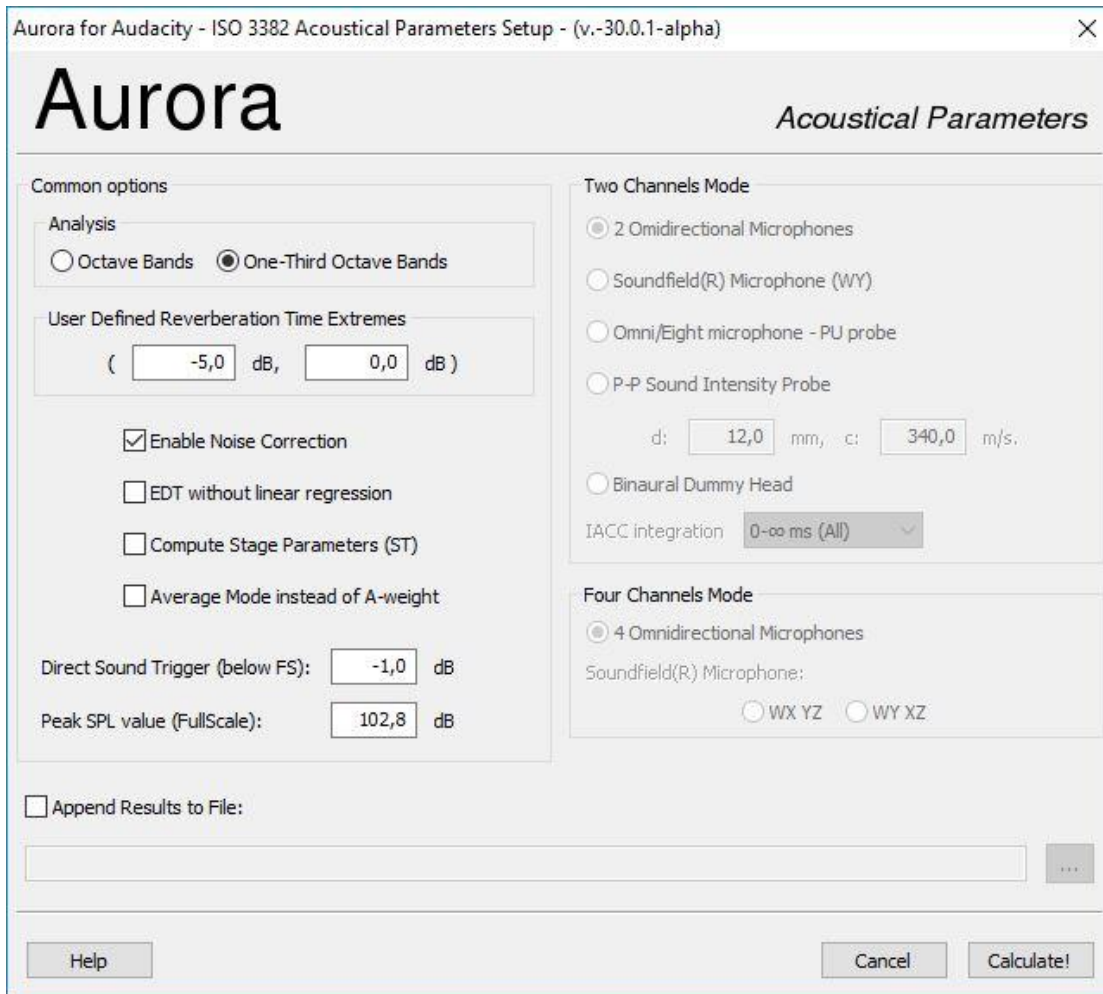 Aurora for Audacity - ISO 3382 Acoustical Parameters Setup - (v.-30.0.1-alpha)
Aurora
Acoustical Parameters
Common options
Analysis
Octave Bands
One-Third Octave Bands
User Defined Reverberation Time Extremes
( -5,0 dB, 0,0 dB )
Enable Noise Correction
EDT without linear regression
Compute Stage Parameters (ST)
Average Mode instead of A-weight
Direct Sound Trigger (below FS): -1,0 dB
Peak SPL value (FullScale): 102,8 dB
Two Channels Mode
2 Omidirectional Microphones
Soundfield(R) Microphone (WY)
Omni/Eight microphone - PU probe
P-P Sound Intensity Probe
d: 12,0 mm, c: 340,0 m/s.
Binaural Dummy Head
IACC integration 0-∞ ms (All)
Four Channels Mode
4 Omnidirectional Microphones
Soundfield(R) Microphone:
WX YZ WY XZ
Append Results to File:
...
Help Cancel Calculate!